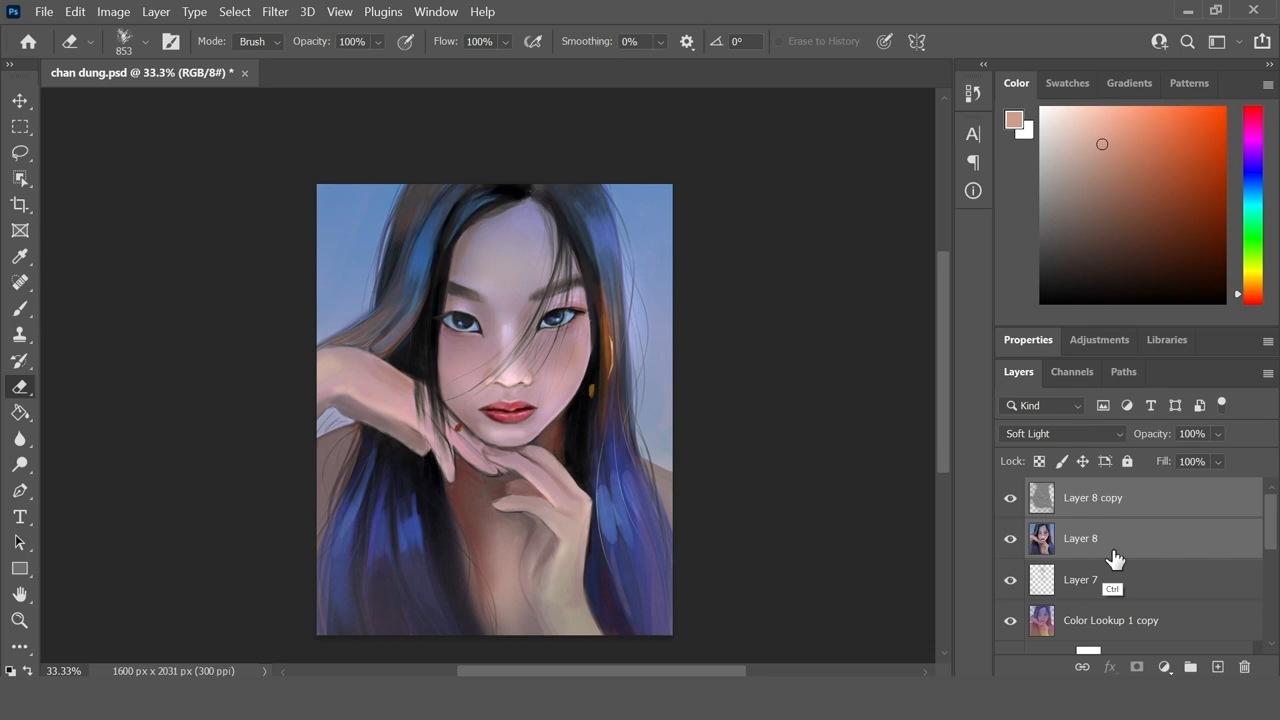 Ps File Edit Image Layer Type Select Filter 3D View Plugins Window Help
853 Mode: Brush Opacity: 100% Flow: 100% Smoothing: 0% 0° Erase to History
chan dung.psd @ 33.3% (RGB/8#) * ×
Color Swatches Gradients Patterns
Properties Adjustments Libraries
Layers Channels Paths
Kind
Soft Light Opacity: 100%
Lock: Fill: 100%
Layer 8 copy
Layer 8
Layer 7
Ctrl
Color Lookup 1 copy
33.33% 1600 px x 2031 px (300 ppi)